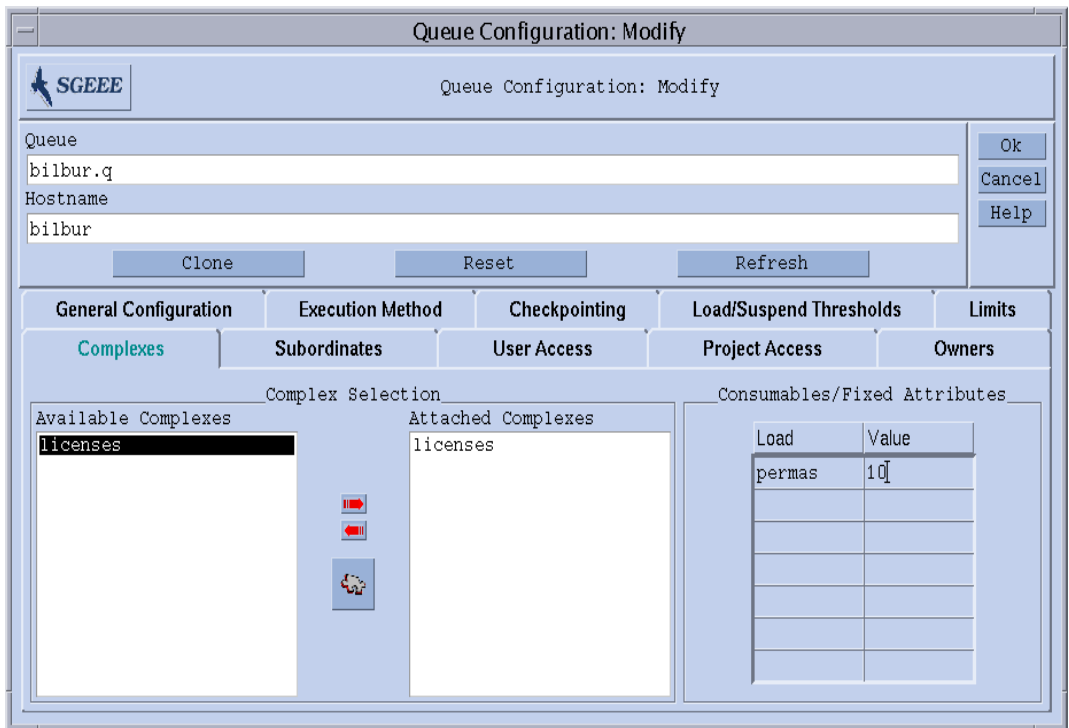 Queue Configuration: Modify
SGEEE
Queue Configuration: Modify
Queue
bilbur.q
Hostname
bilbur
Ok
Cancel
Help
Clone Reset Refresh
General Configuration Execution Method Checkpointing Load/Suspend Thresholds Limits
Complexes Subordinates User Access Project Access Owners
Complex Selection
Available Complexes Attached Complexes
licenses licenses
Consumables/Fixed Attributes
Load Value
permas 10